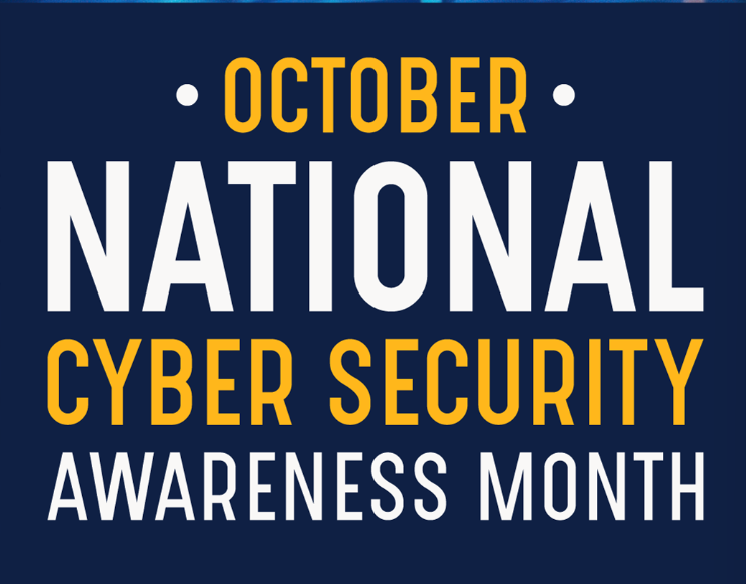 • OCTOBER •
NATIONAL
CYBER SECURITY
AWARENESS MONTH